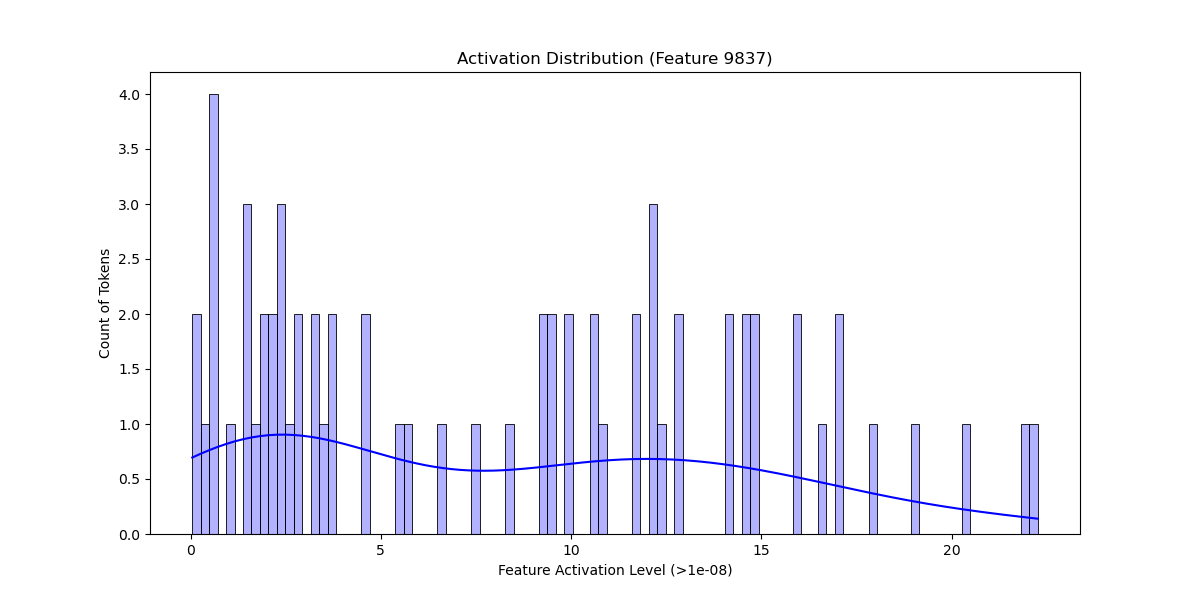 Activation Distribution (Feature 9837)
4.0
3.5
3.0
2.5
2.0
1.5
1.0
0.5
0.0
Count of Tokens
0 5 10 15 20
Feature Activation Level (>1e-08)